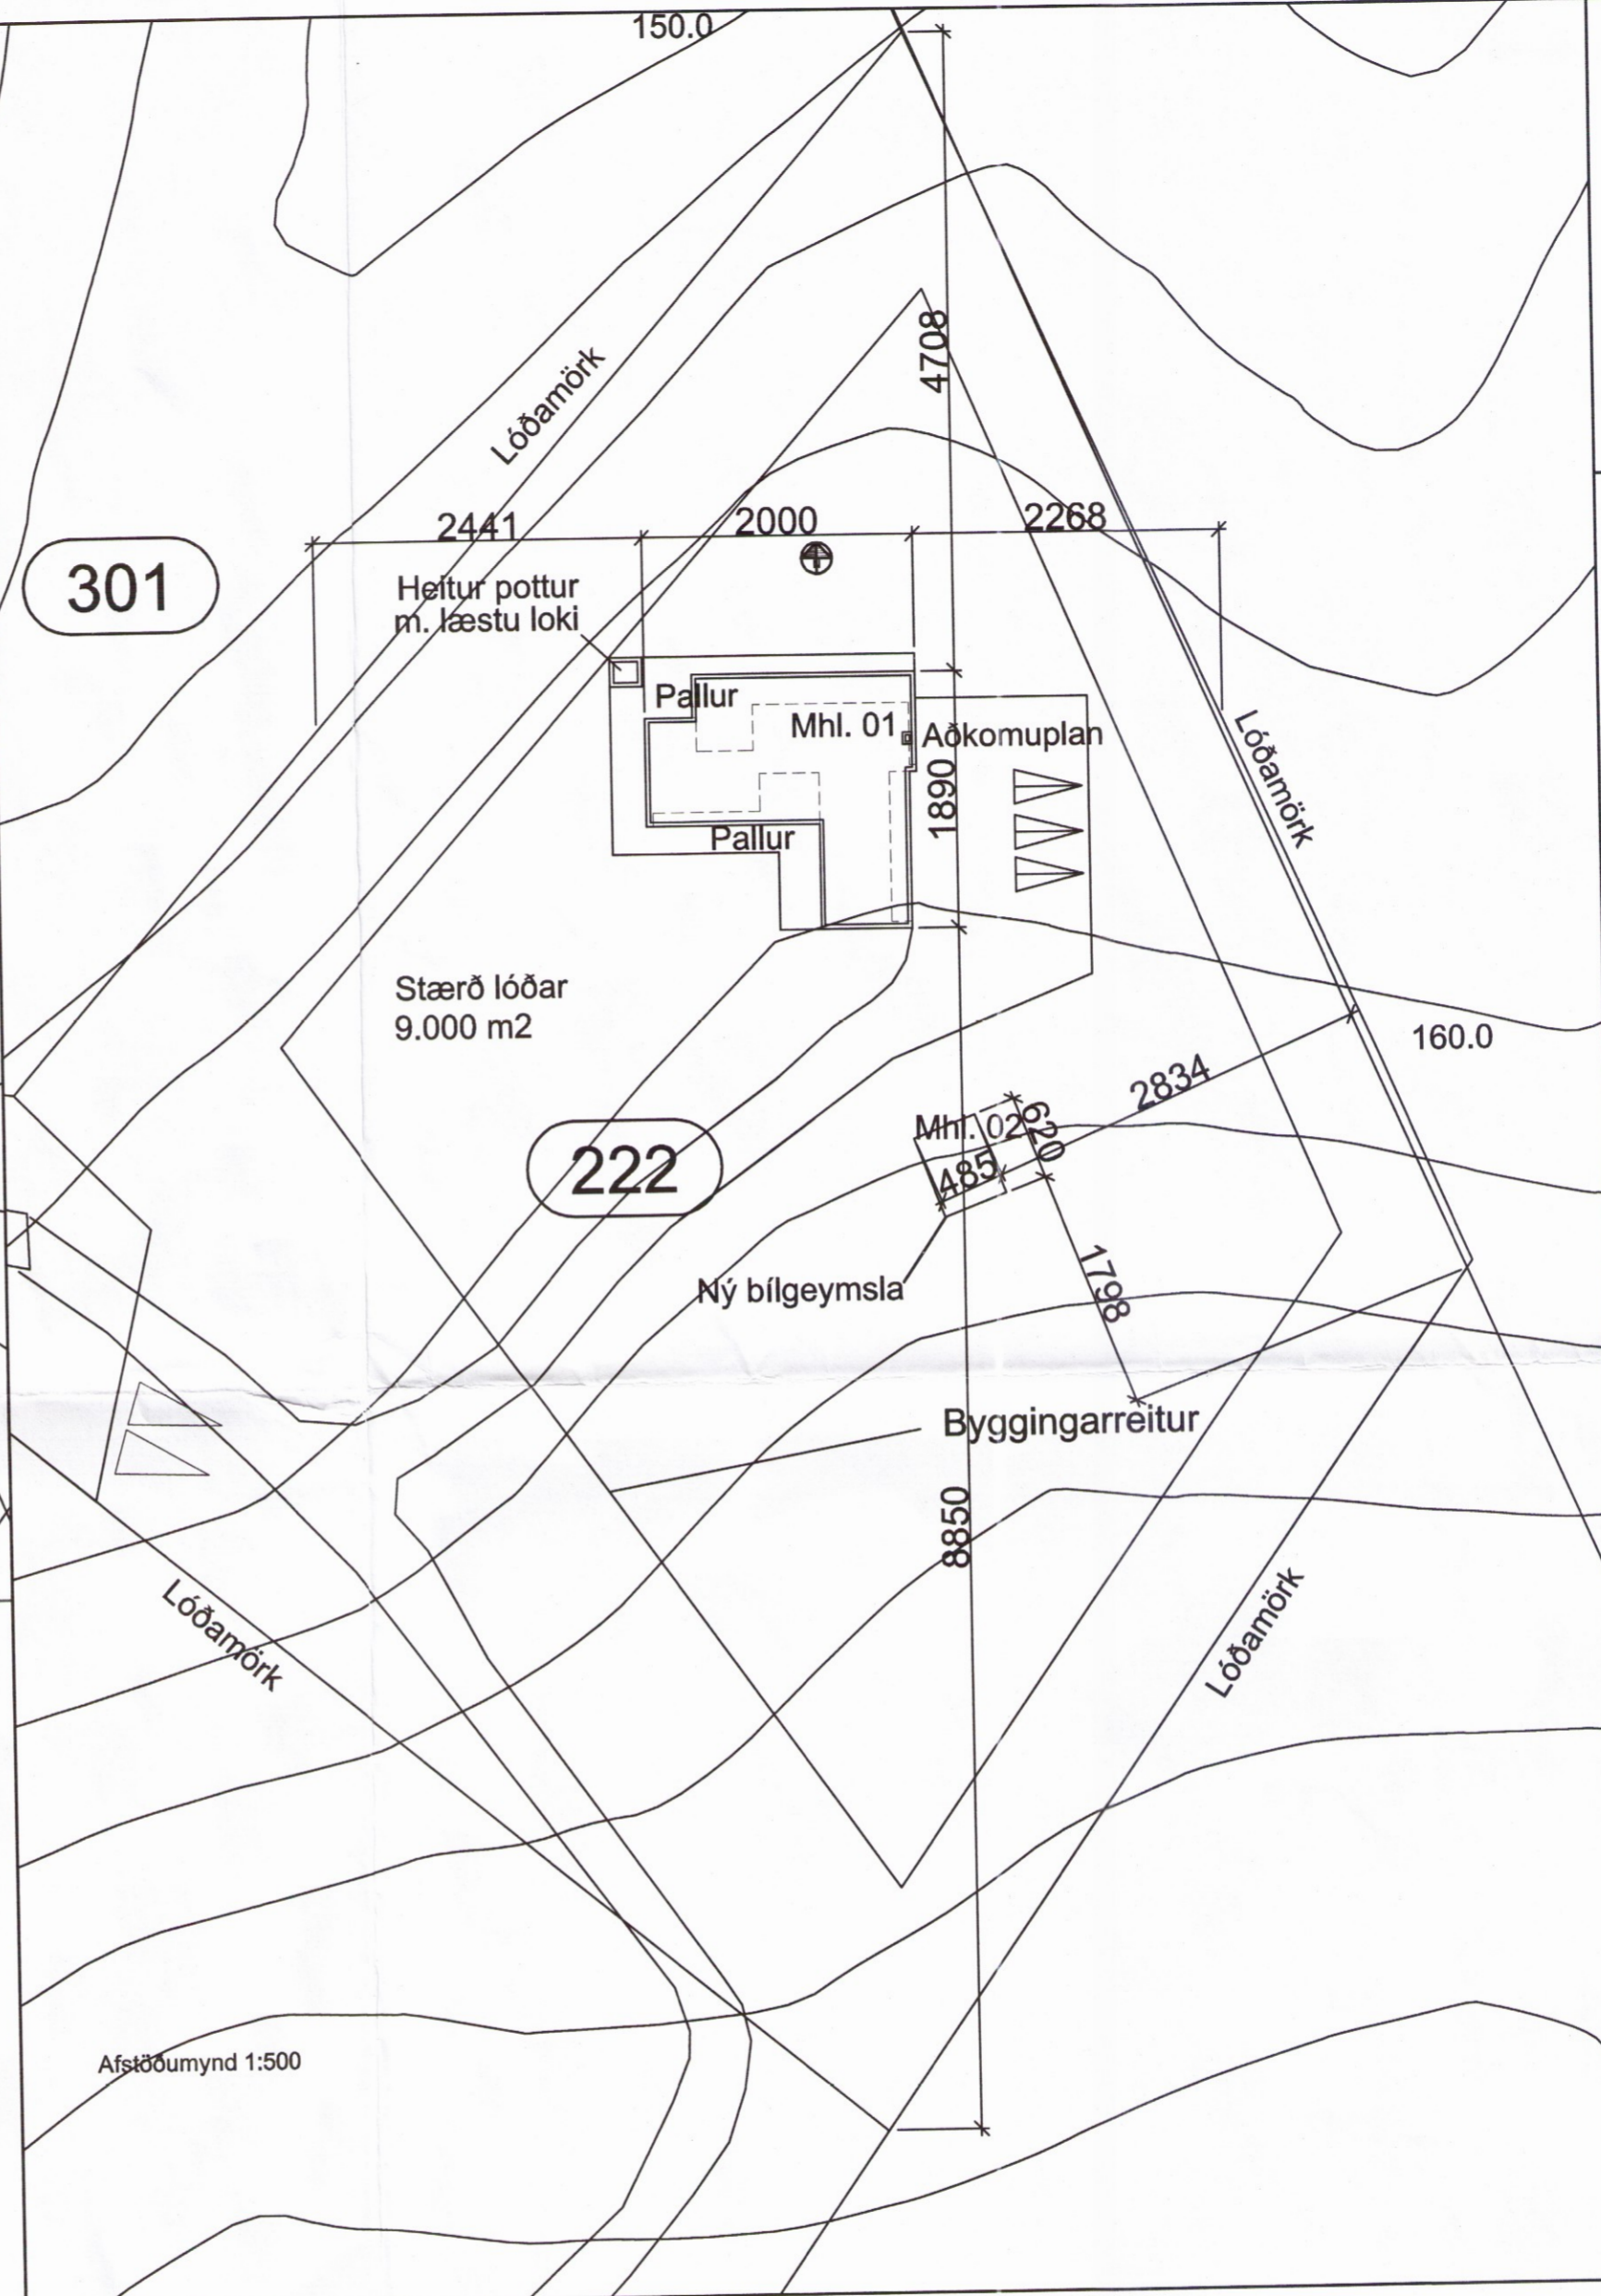 150.0
4708
Lóðamörk
2441
2000
2268
301
Heitur pottur
m. læstu loki
Pallur
Mhl. 01
Aðkomuplan
Lóðamörk
1890
Pallur
Stærð lóðar
9.000 m2
160.0
2834
Mhl. 02
620
222
485
Ný bílgeymsla
1798
Byggingarreitur
8850
Lóðamörk
Lóðamörk
Afstöðumynd 1:500